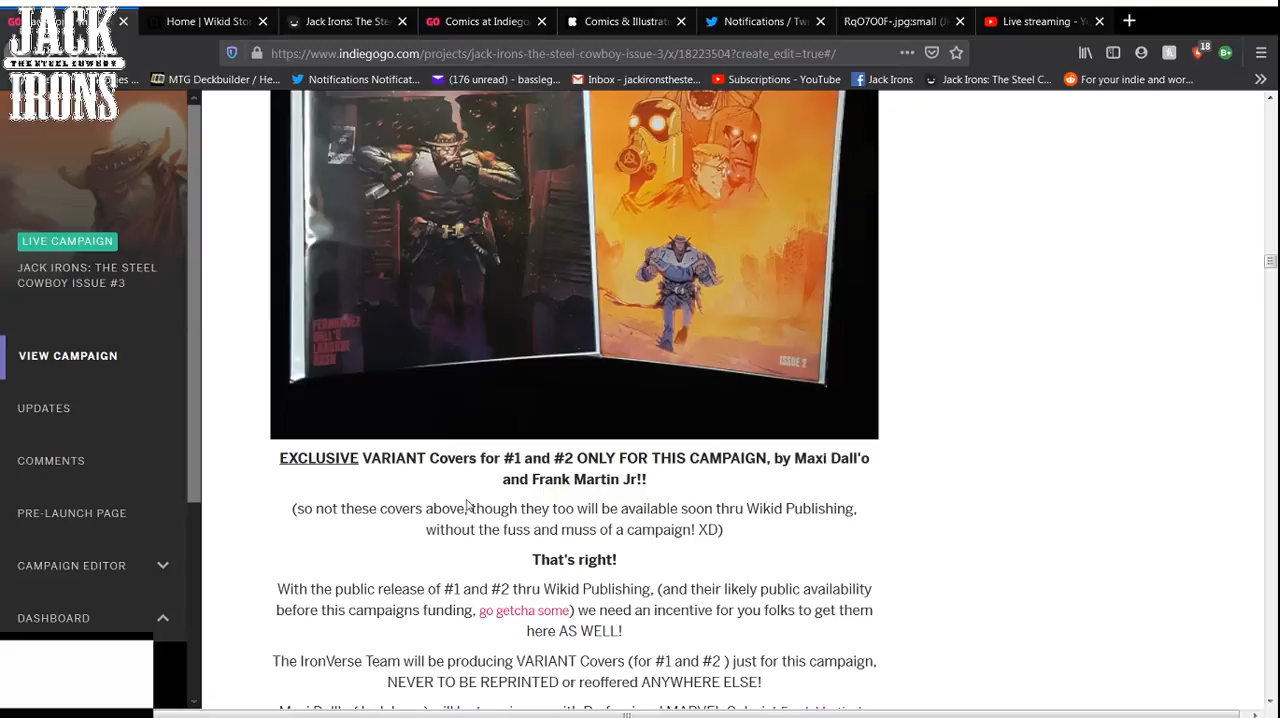 JACK
THE STEEL COWBOY
IRONS
Home | Wikid Sto
Jack Irons: The Ste
Comics at Indiegog
Comics & Illustrati
Notifications / Twi
RqO7O0F-.jpg:small (J
Live streaming - Yo
https://www.indiegogo.com/projects/jack-irons-the-steel-cowboy-issue-3/x/18223504?create_edit=true#/
18
MTG Deckbuilder / He...
Notifications Notificat...
(176 unread) - bassleg...
Inbox - jackironstheste...
Subscriptions - YouTube
Jack Irons
Jack Irons: The Steel C...
For your indie and wor...
LIVE CAMPAIGN
JACK IRONS: THE STEEL
COWBOY ISSUE #3
VIEW CAMPAIGN
UPDATES
COMMENTS
PRE-LAUNCH PAGE
CAMPAIGN EDITOR
DASHBOARD
FERNANDEZ
DALL'O
RUSH
ISSUE 2
EXCLUSIVE VARIANT Covers for #1 and #2 ONLY FOR THIS CAMPAIGN, by Maxi Dall'o
and Frank Martin Jr!!
(so not these covers above, though they too will be available soon thru Wikid Publishing,
without the fuss and muss of a campaign! XD)
That's right!
With the public release of #1 and #2 thru Wikid Publishing, (and their likely public availability
before this campaigns funding, go getcha some) we need an incentive for you folks to get them
here AS WELL!
The IronVerse Team will be producing VARIANT Covers (for #1 and #2 ) just for this campaign,
NEVER TO BE REPRINTED or reoffered ANYWHERE ELSE!